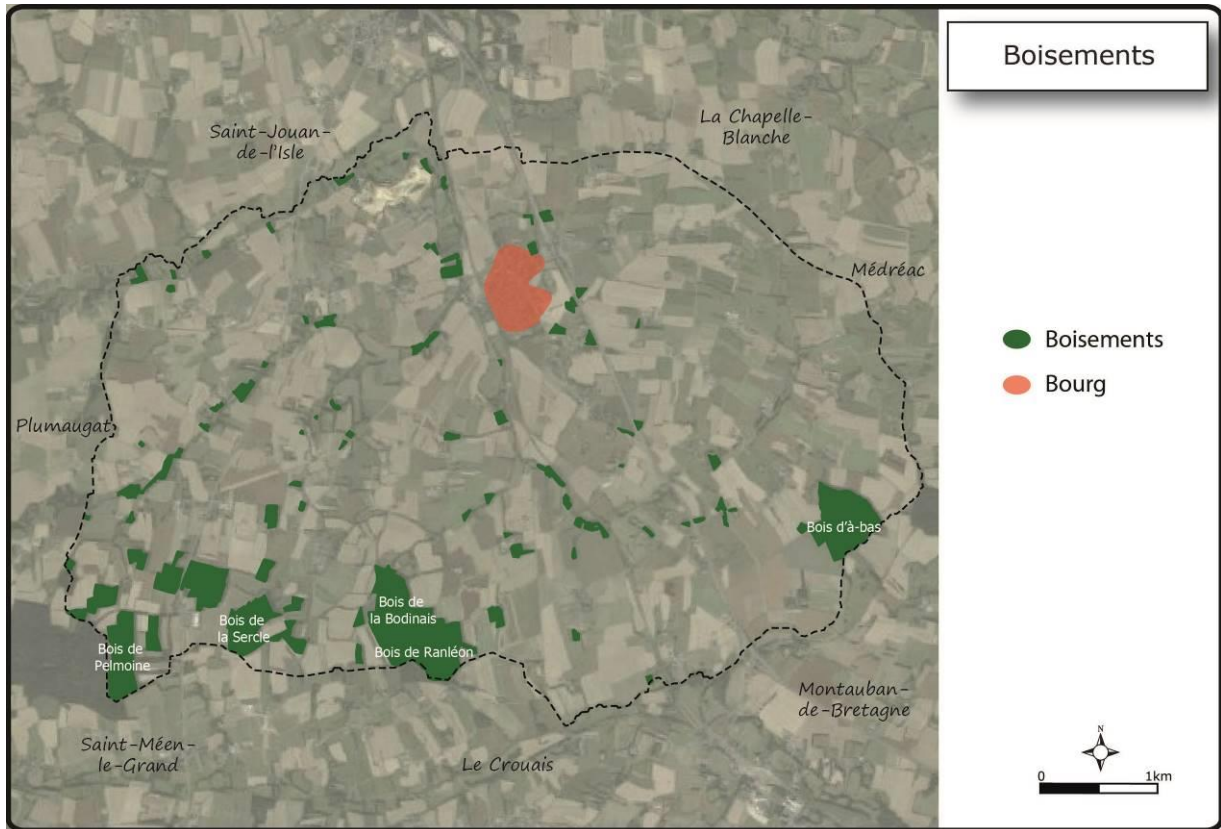 Boisements
Saint-Jouan-
de-l'Isle
La Chapelle-
Blanche
Médréac
Boisements
Bourg
Plumaugat
Bois d'à-bas
Bois de
la Bodinais
Bois de
la Sercle
Bois de Ranléon
Bois de
Pelmoine
Montauban-
de-Bretagne
Saint-Méen-
le-Grand
Le Crouais
N
0 1km